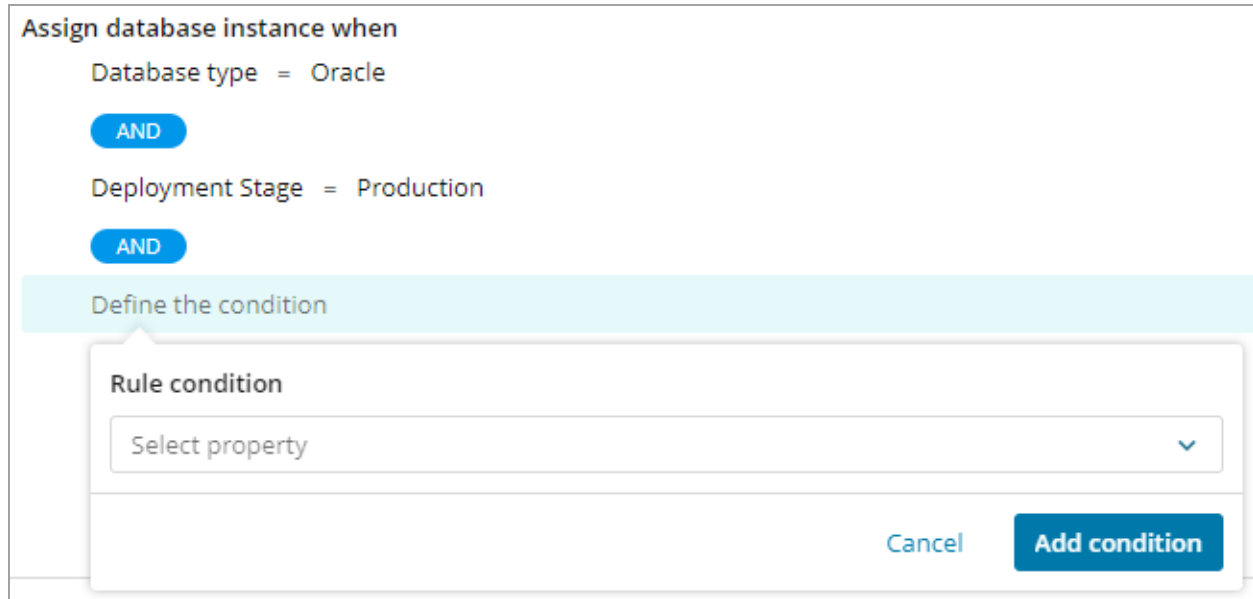 Assign database instance when
Database type = Oracle
AND
Deployment Stage = Production
AND
Define the condition
Rule condition
Select property
Cancel Add condition